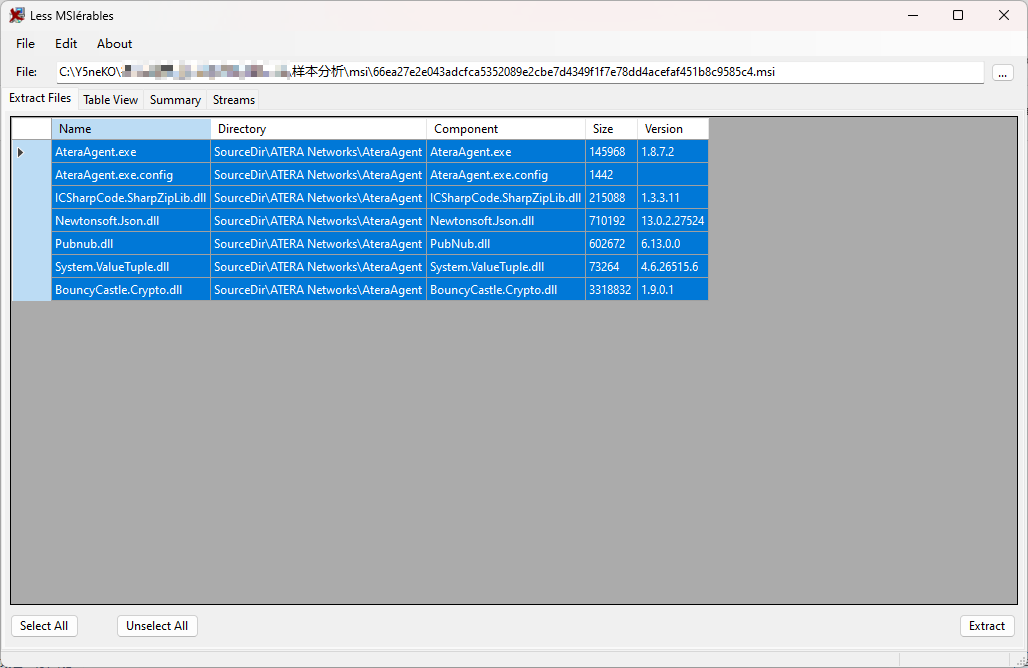 Less MSIérables
File Edit About
File: C:\Y5neKO\ \样本分析\msi\66ea27e2e043adcfca5352089e2cbe7d4349f1f7e78dd4acefaf451b8c9585c4.msi ...
Extract Files Table View Summary Streams
Name Directory Component Size Version
AteraAgent.exe SourceDir\ATERA Networks\AteraAgent AteraAgent.exe 145968 1.8.7.2
AteraAgent.exe.config SourceDir\ATERA Networks\AteraAgent AteraAgent.exe.config 1442
ICSharpCode.SharpZipLib.dll SourceDir\ATERA Networks\AteraAgent ICSharpCode.SharpZipLib.dll 215088 1.3.3.11
Newtonsoft.Json.dll SourceDir\ATERA Networks\AteraAgent Newtonsoft.Json.dll 710192 13.0.2.27524
Pubnub.dll SourceDir\ATERA Networks\AteraAgent PubNub.dll 602672 6.13.0.0
System.ValueTuple.dll SourceDir\ATERA Networks\AteraAgent System.ValueTuple.dll 73264 4.6.26515.6
BouncyCastle.Crypto.dll SourceDir\ATERA Networks\AteraAgent BouncyCastle.Crypto.dll 3318832 1.9.0.1
Select All Unselect All Extract